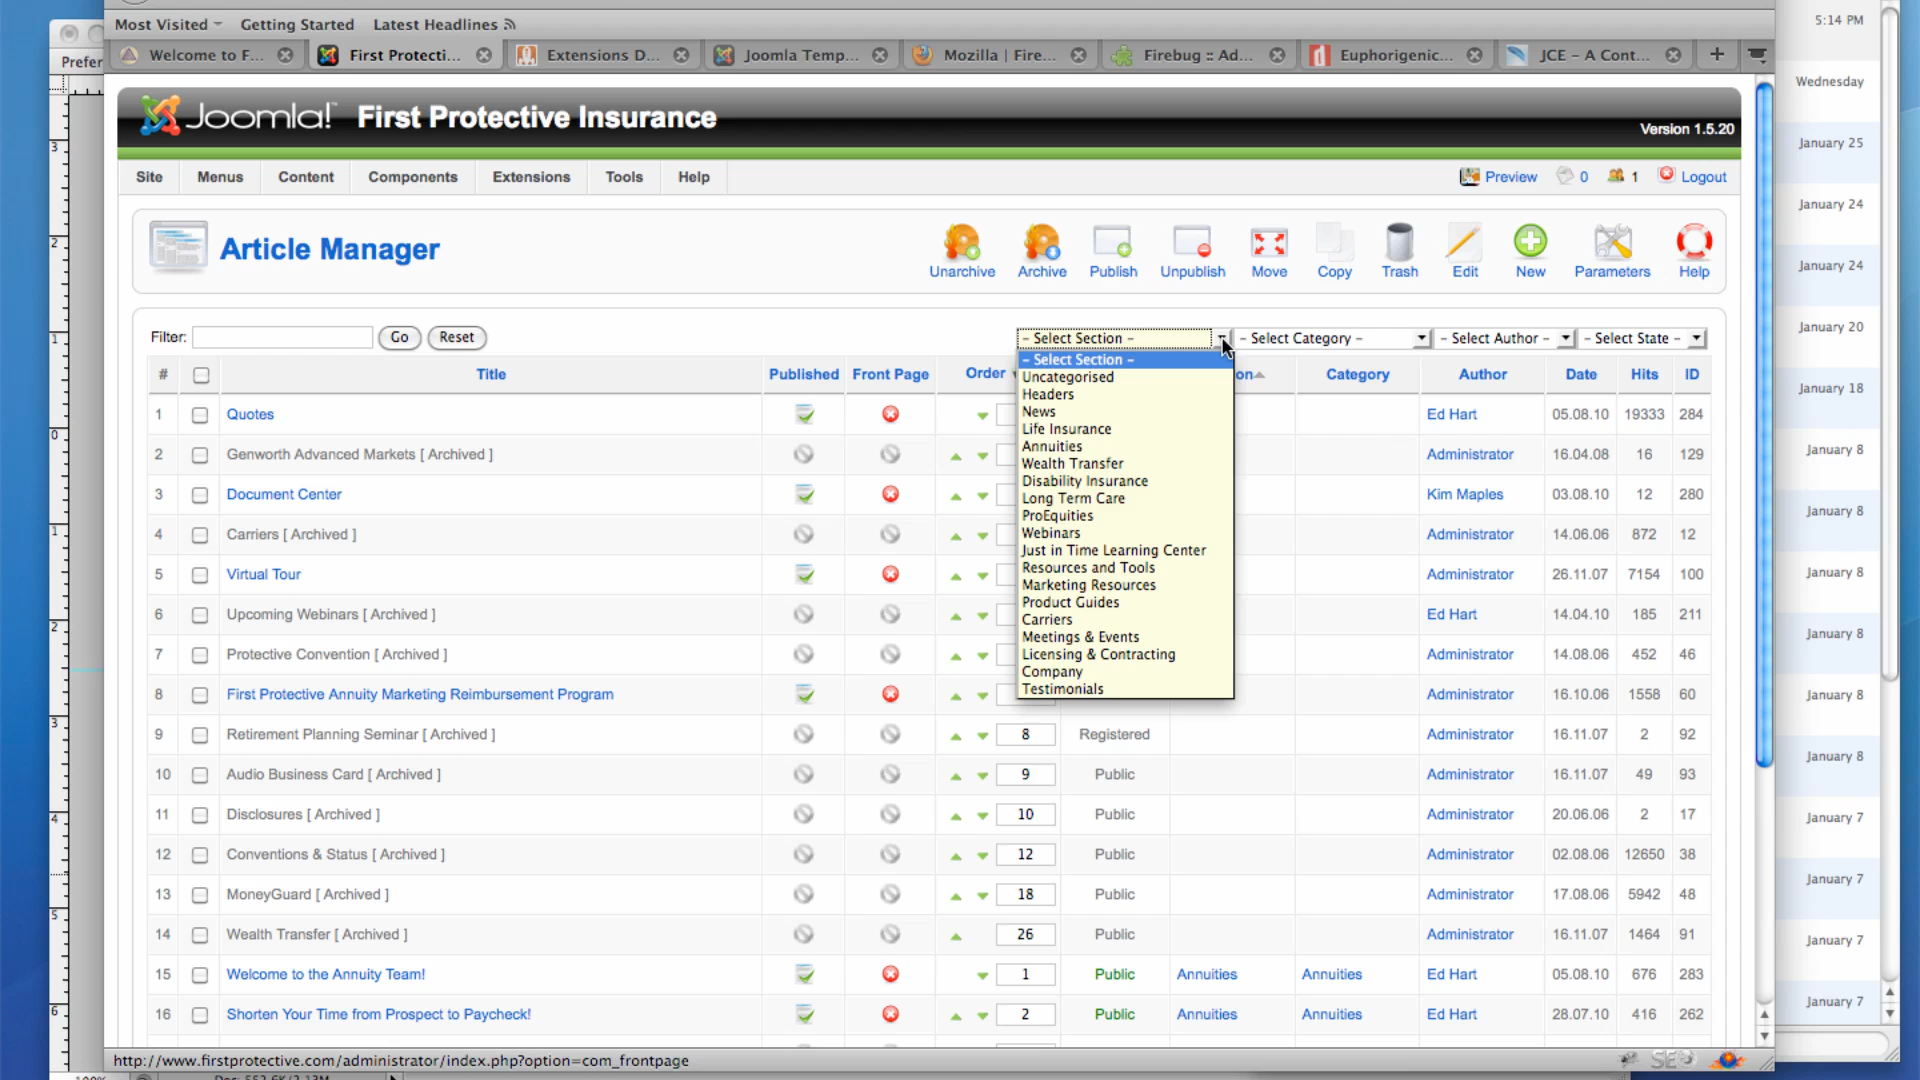 5:14 PM
Most Visited Getting Started Latest Headlines
Prefer
Welcome to F... First Protecti... Extensions D... Joomla Temp... Mozilla | Fire... Firebug :: Ad... Euphorigenic... JCE – A Cont...
Wednesday
Joomla! First Protective Insurance
Version 1.5.20
January 25
Site Menus Content Components Extensions Tools Help Preview 0 1 Logout
January 24
Article Manager
Unarchive Archive Publish Unpublish Move Copy Trash Edit New Parameters Help
January 24
January 20
Filter: Go Reset – Select Section – – Select Category – – Select Author – – Select State –
– Select Section –
Uncategorised
Headers
News
Life Insurance
Annuities
Wealth Transfer
Disability Insurance
Long Term Care
ProEquities
Webinars
Just in Time Learning Center
Resources and Tools
Marketing Resources
Product Guides
Carriers
Meetings & Events
Licensing & Contracting
Company
Testimonials
# Title Published Front Page Order on Category Author Date Hits ID
January 18
1 Quotes Ed Hart 05.08.10 19333 284
2 Genworth Advanced Markets [ Archived ] Administrator 16.04.08 16 129
January 8
3 Document Center Kim Maples 03.08.10 12 280
January 8
4 Carriers [ Archived ] Administrator 14.06.06 872 12
5 Virtual Tour Administrator 26.11.07 7154 100
January 8
6 Upcoming Webinars [ Archived ] Ed Hart 14.04.10 185 211
January 8
7 Protective Convention [ Archived ] Administrator 14.08.06 452 46
8 First Protective Annuity Marketing Reimbursement Program Administrator 16.10.06 1558 60
January 8
9 Retirement Planning Seminar [ Archived ] 8 Registered Administrator 16.11.07 2 92
January 8
10 Audio Business Card [ Archived ] 9 Public Administrator 16.11.07 49 93
11 Disclosures [ Archived ] 10 Public Administrator 20.06.06 2 17
January 7
12 Conventions & Status [ Archived ] 12 Public Administrator 02.08.06 12650 38
January 7
13 MoneyGuard [ Archived ] 18 Public Administrator 17.08.06 5942 48
14 Wealth Transfer [ Archived ] 26 Public Administrator 16.11.07 1464 91
January 7
15 Welcome to the Annuity Team! 1 Public Annuities Annuities Ed Hart 05.08.10 676 283
January 7
16 Shorten Your Time from Prospect to Paycheck! 2 Public Annuities Annuities Ed Hart 28.07.10 416 262
http://www.firstprotective.com/administrator/index.php?option=com_frontpage
3
2
1
0
1
2
3
4
5
6